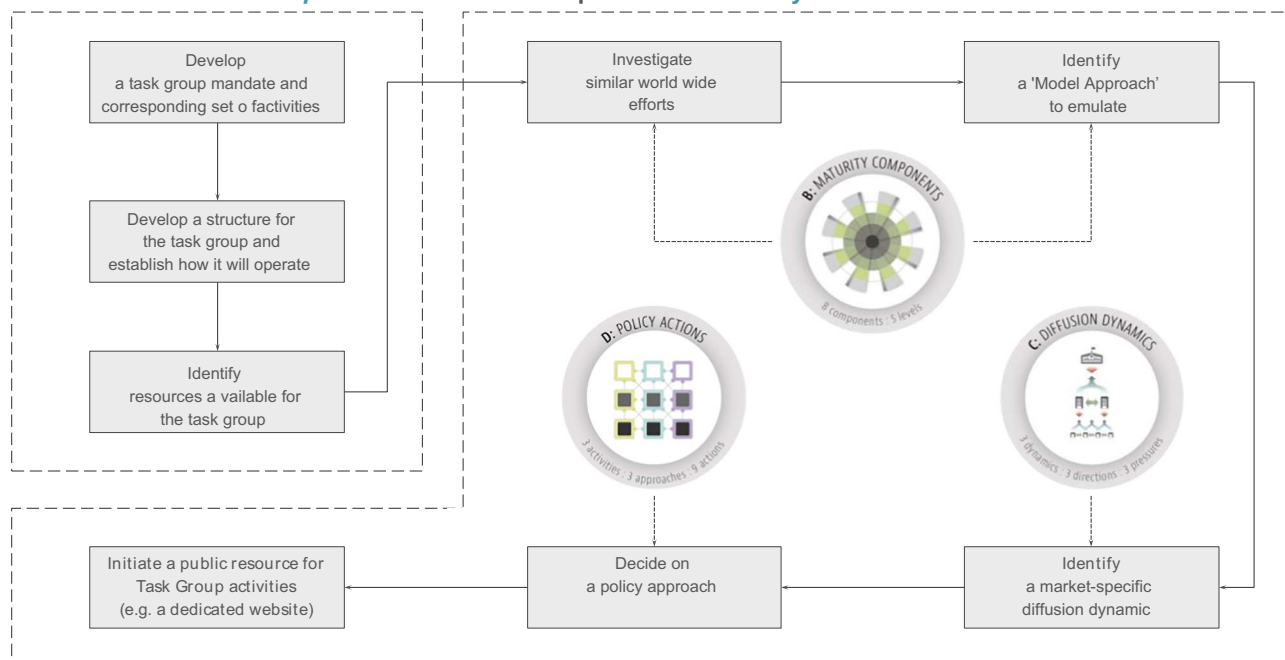 Develop
a task group mandate and
corresponding set o factivities
Develop a structure for
the task group and
establish how it will operate
Identify
resources a vailable for
the task group
Investigate
similar world wide
efforts
Identify
a 'Model Approach’
to emulate
B: MATURITY COMPONENTS
8 components · 5 levels
D: POLICY ACTIONS
3 activities · 3 approaches · 9 actions
C: DIFFUSION DYNAMICS
3 dynamics · 3 directions · 3 pressures
Identify
a market-specific
diffusion dynamic
Decide on
a policy approach
Initiate a public resource for
Task Group activities
(e.g. a dedicated website)